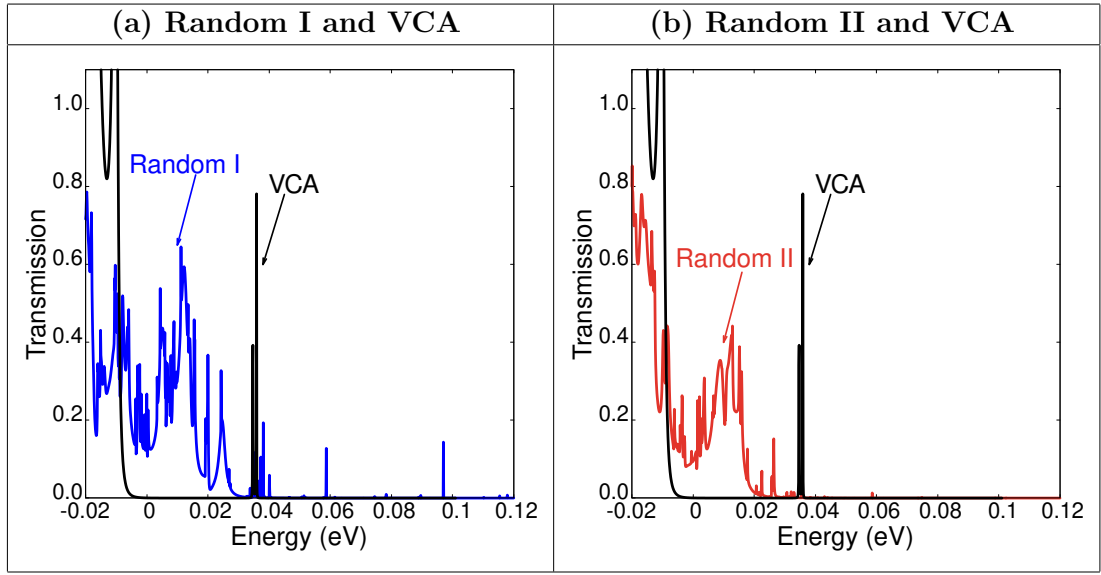 (a) Random I and VCA
(b) Random II and VCA
Transmission
1.0
0.8
0.6
0.4
0.2
0.0
Random I
VCA
-0.02 0 0.02 0.04 0.06 0.08 0.1 0.12
Energy (eV)
Transmission
1.0
0.8
0.6
0.4
0.2
0.0
Random II
VCA
-0.02 0 0.02 0.04 0.06 0.08 0.1 0.12
Energy (eV)